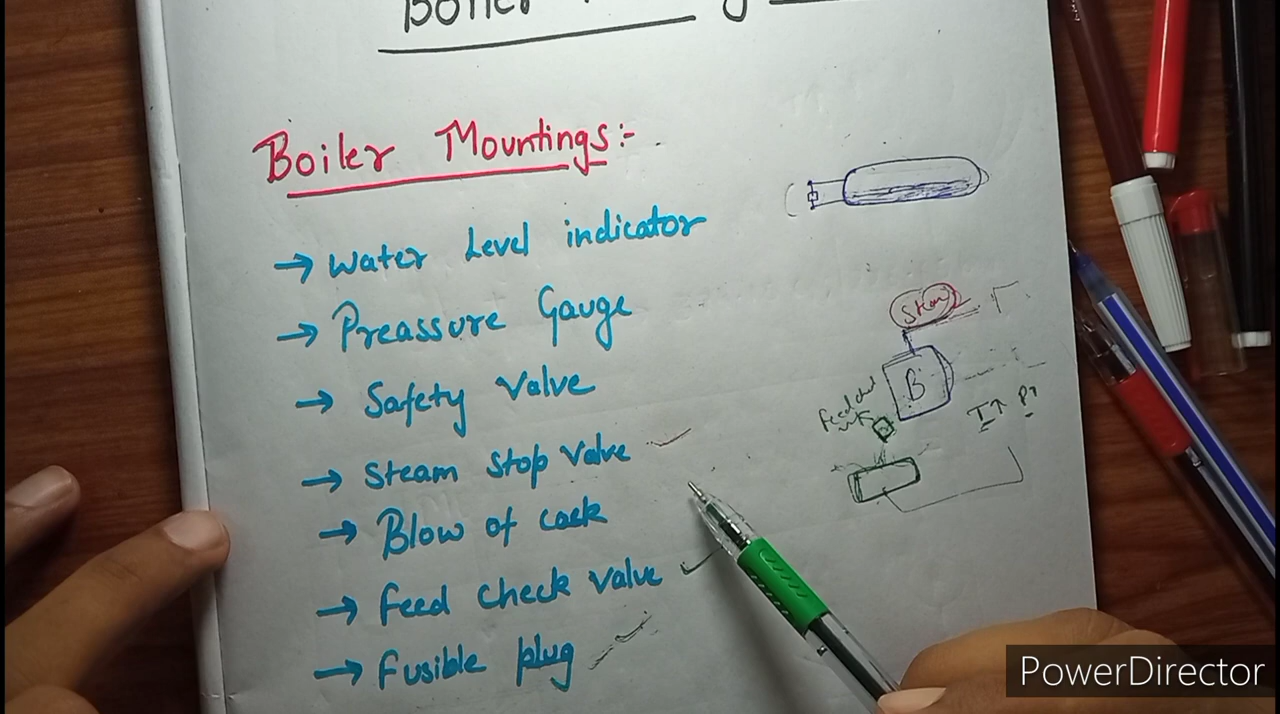 Boiler
Boiler Mountings:-
→ Water Level indicator
→ Preassure Gauge
→ Safety Valve
→ Steam Stop Valve
→ Blow of cock
→ Feed check valve
→ Fusible plug
B
T↑ P↑
PowerDirector